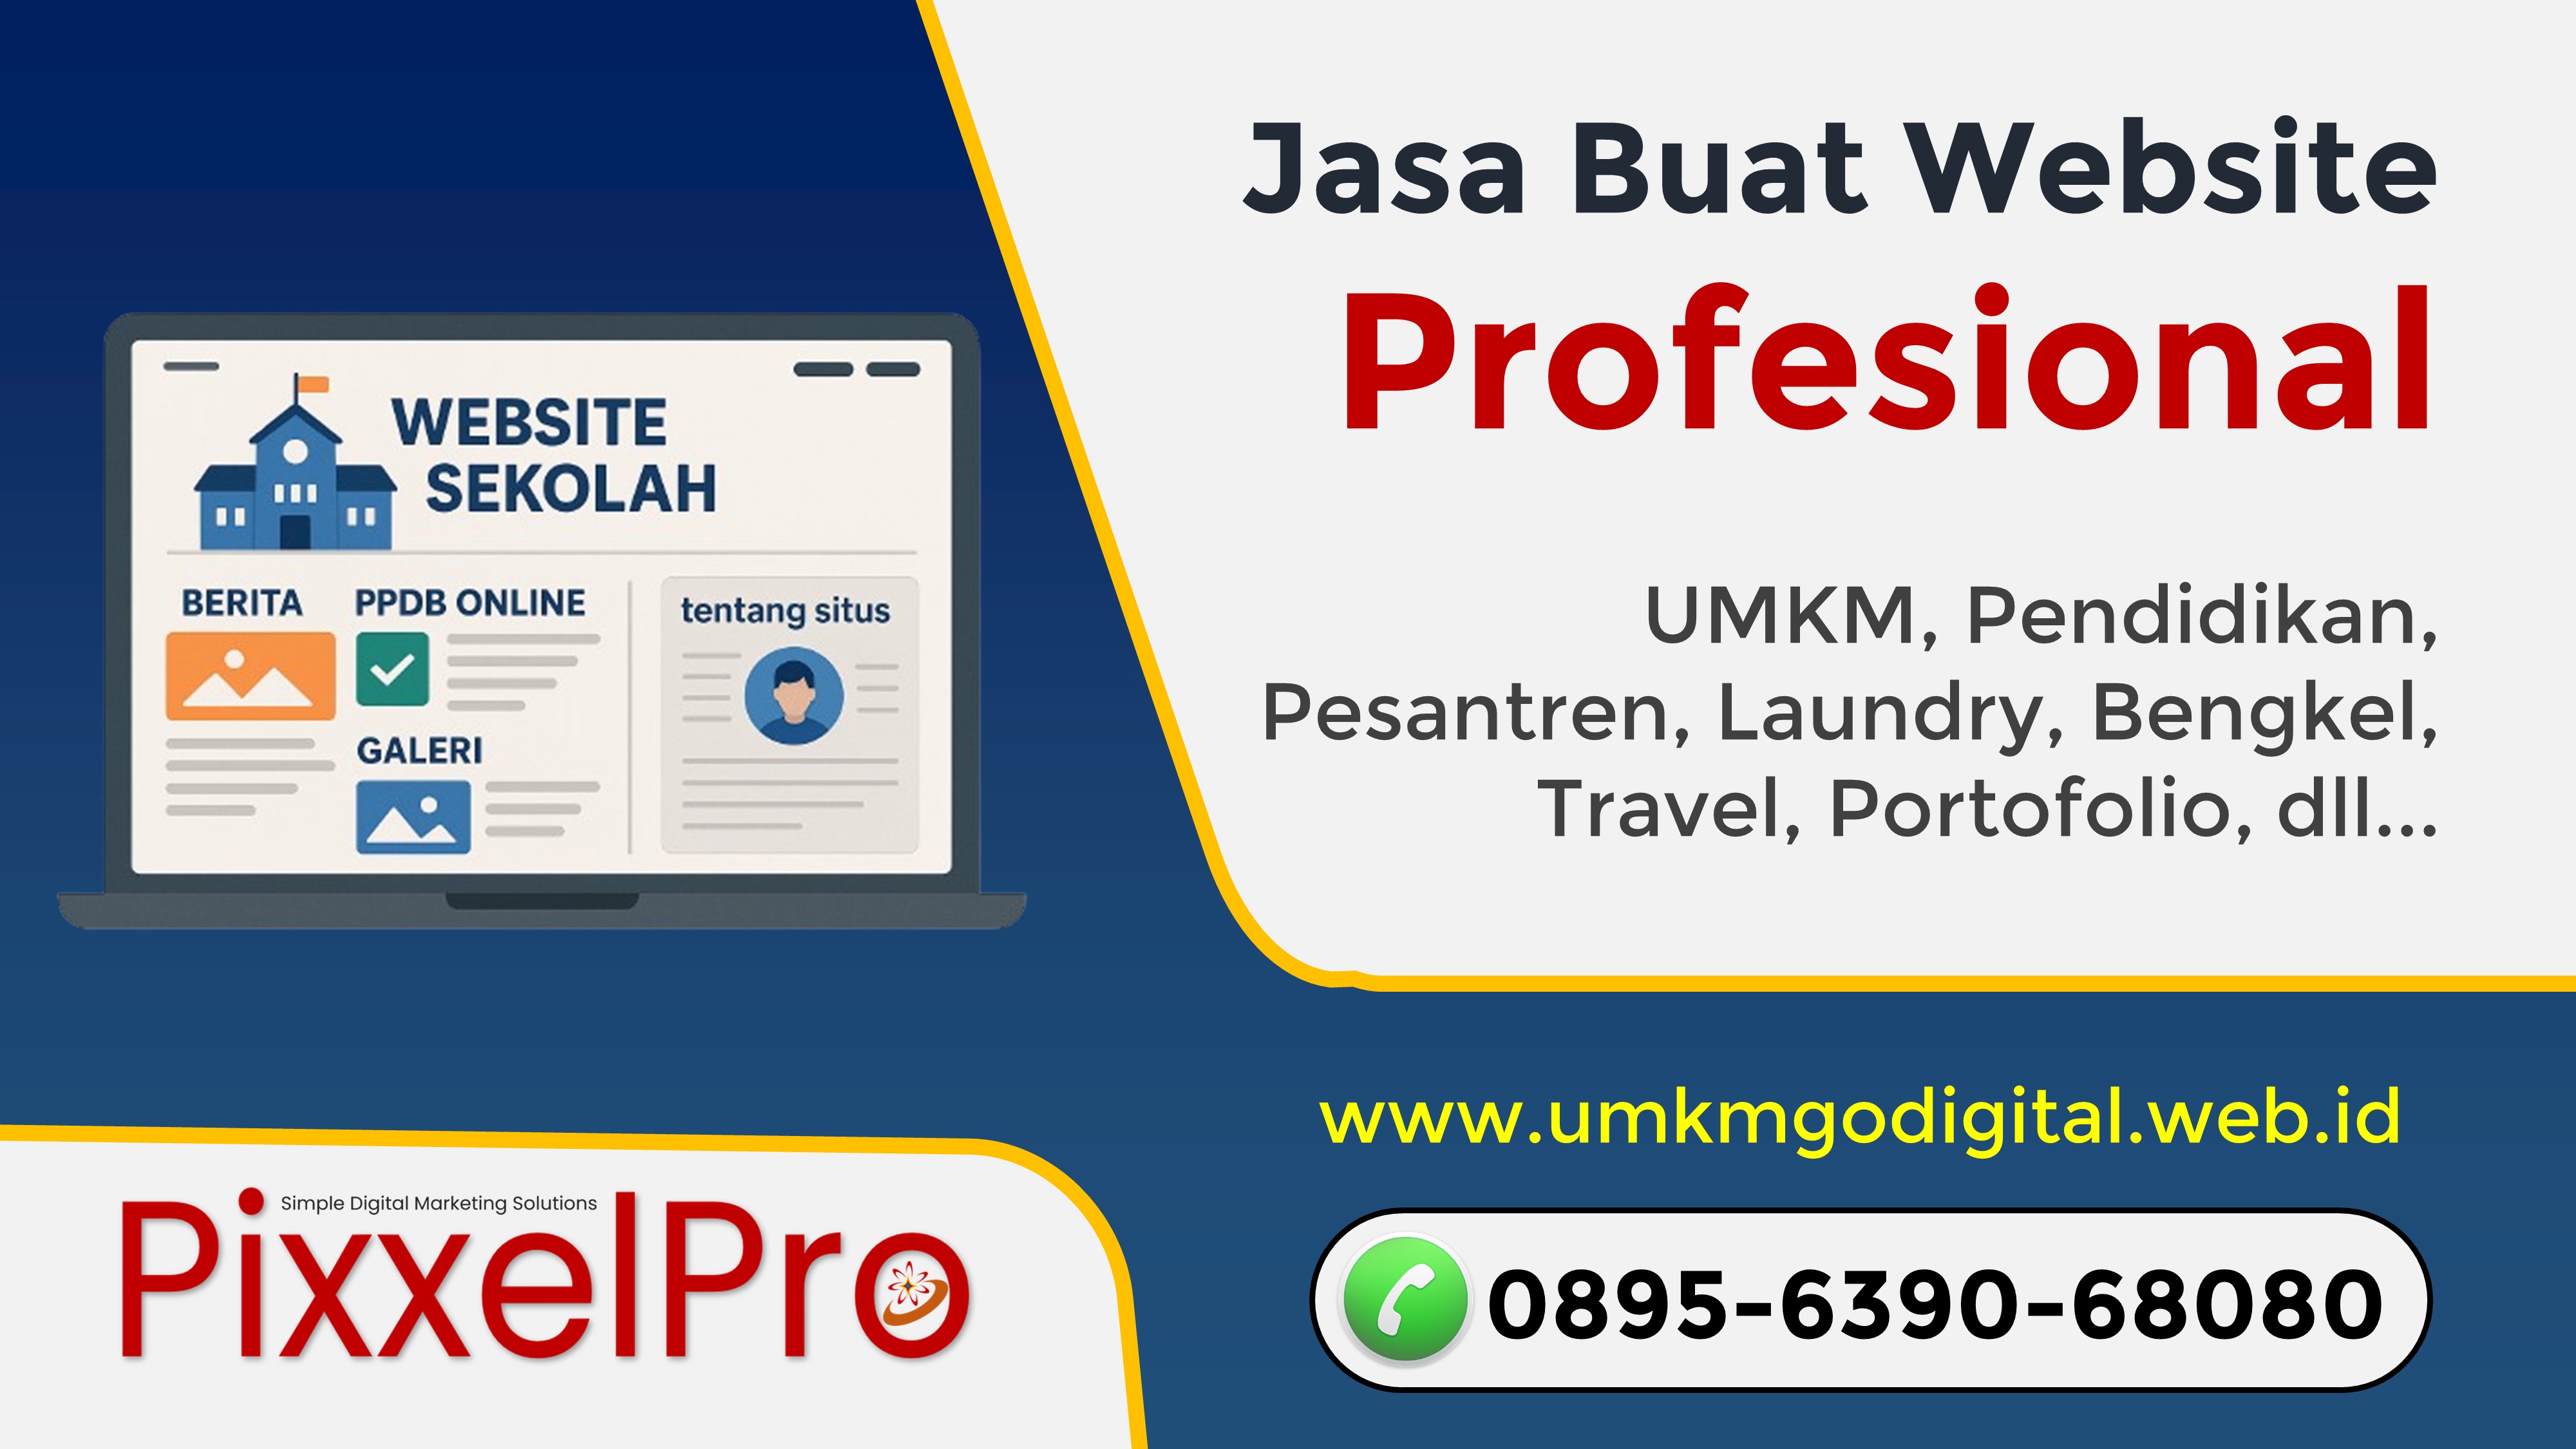 Jasa Buat Website
Profesional
WEBSITE
SEKOLAH
BERITA
PPDB ONLINE
tentang situs
GALERI
UMKM, Pendidikan,
Pesantren, Laundry, Bengkel,
Travel, Portofolio, dll...
www.umkmgodigital.web.id
0895-6390-68080
Simple Digital Marketing Solutions
PixxelPro